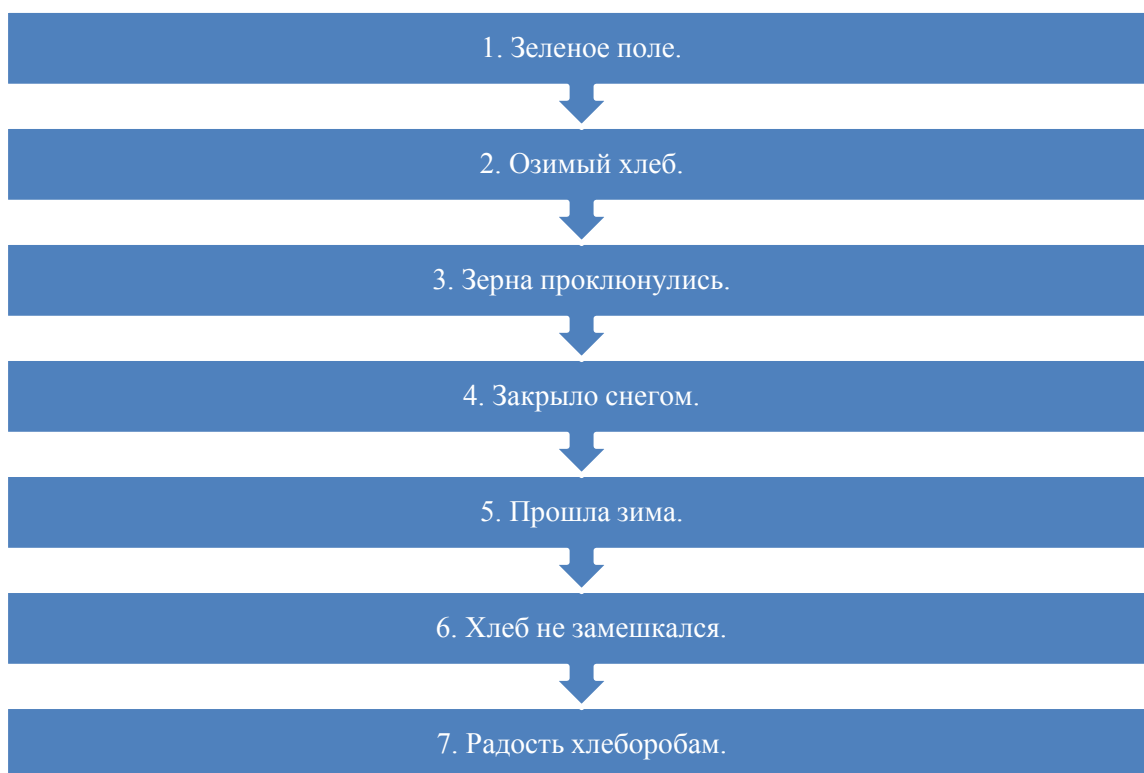 1. Зеленое поле.
2. Озимый хлеб.
3. Зерна проклюнулись.
4. Закрыло снегом.
5. Прошла зима.
6. Хлеб не замешкался.
7. Радость хлеборобам.